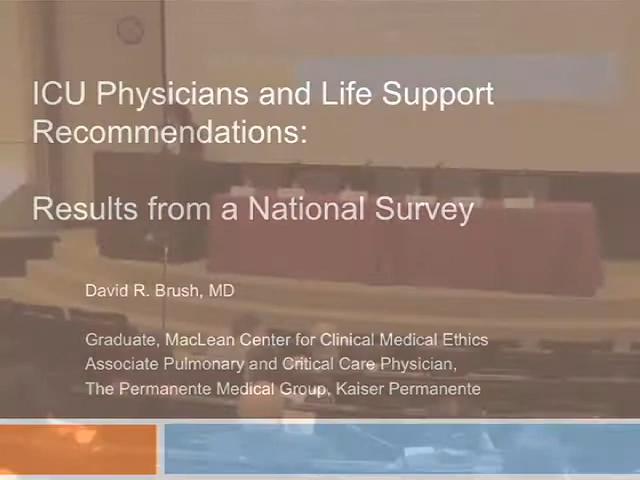 ICU Physicians and Life Support
Recommendations:
Results from a National Survey
David R. Brush, MD
Graduate, MacLean Center for Clinical Medical Ethics
Associate Pulmonary and Critical Care Physician,
The Permanente Medical Group, Kaiser Permanente